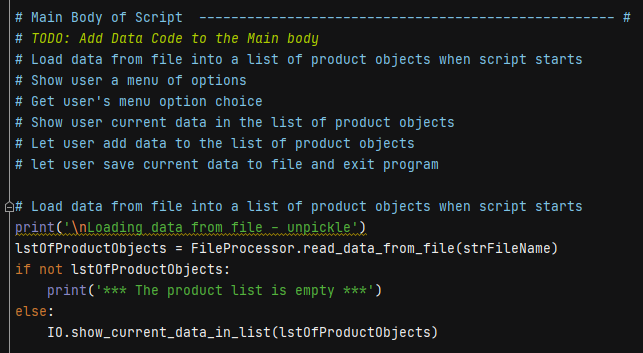 # Main Body of Script  ---------------------------------------------------- #
# TODO: Add Data Code to the Main body
# Load data from file into a list of product objects when script starts
# Show user a menu of options
# Get user's menu option choice
# Show user current data in the list of product objects
# Let user add data to the list of product objects
# let user save current data to file and exit program

# Load data from file into a list of product objects when script starts
print('\nLoading data from file - unpickle')
lstOfProductObjects = FileProcessor.read_data_from_file(strFileName)
if not lstOfProductObjects:
    print('*** The product list is empty ***')
else:
    IO.show_current_data_in_list(lstOfProductObjects)